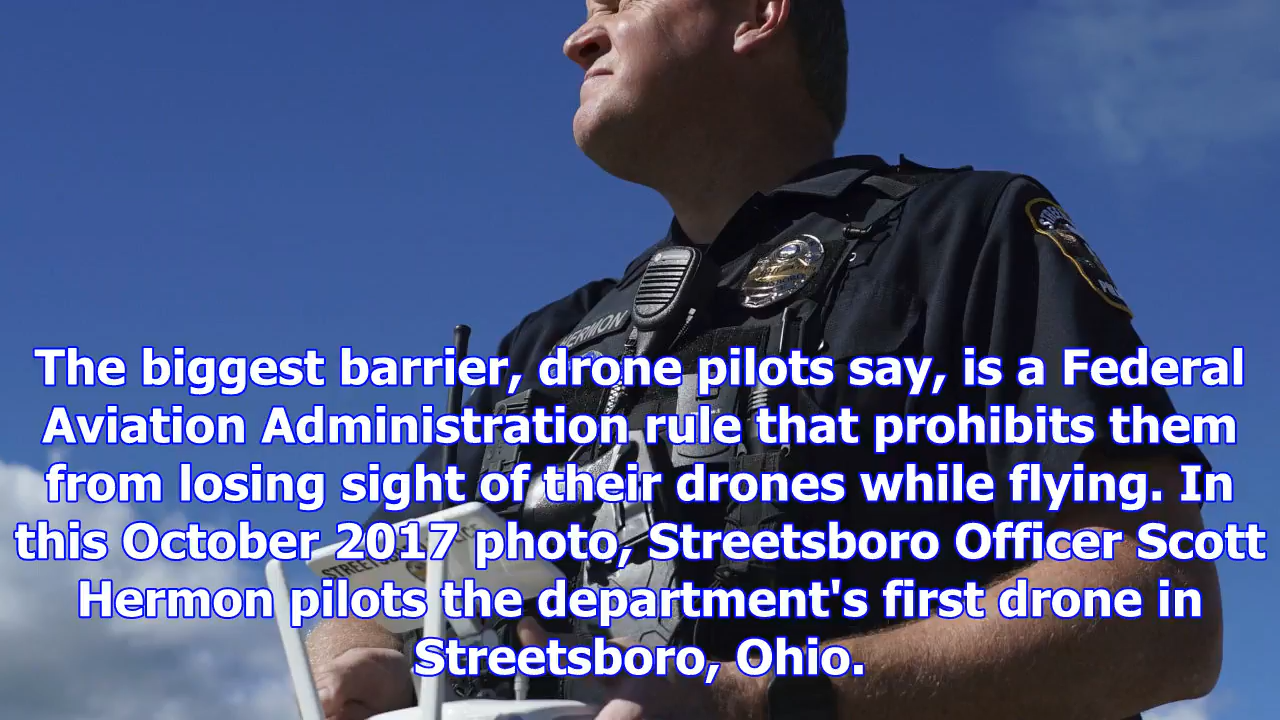 HERMON
The biggest barrier, drone pilots say, is a Federal
Aviation Administration rule that prohibits them
from losing sight of their drones while flying. In
this October 2017 photo, Streetsboro Officer Scott
Hermon pilots the department's first drone in
Streetsboro, Ohio.